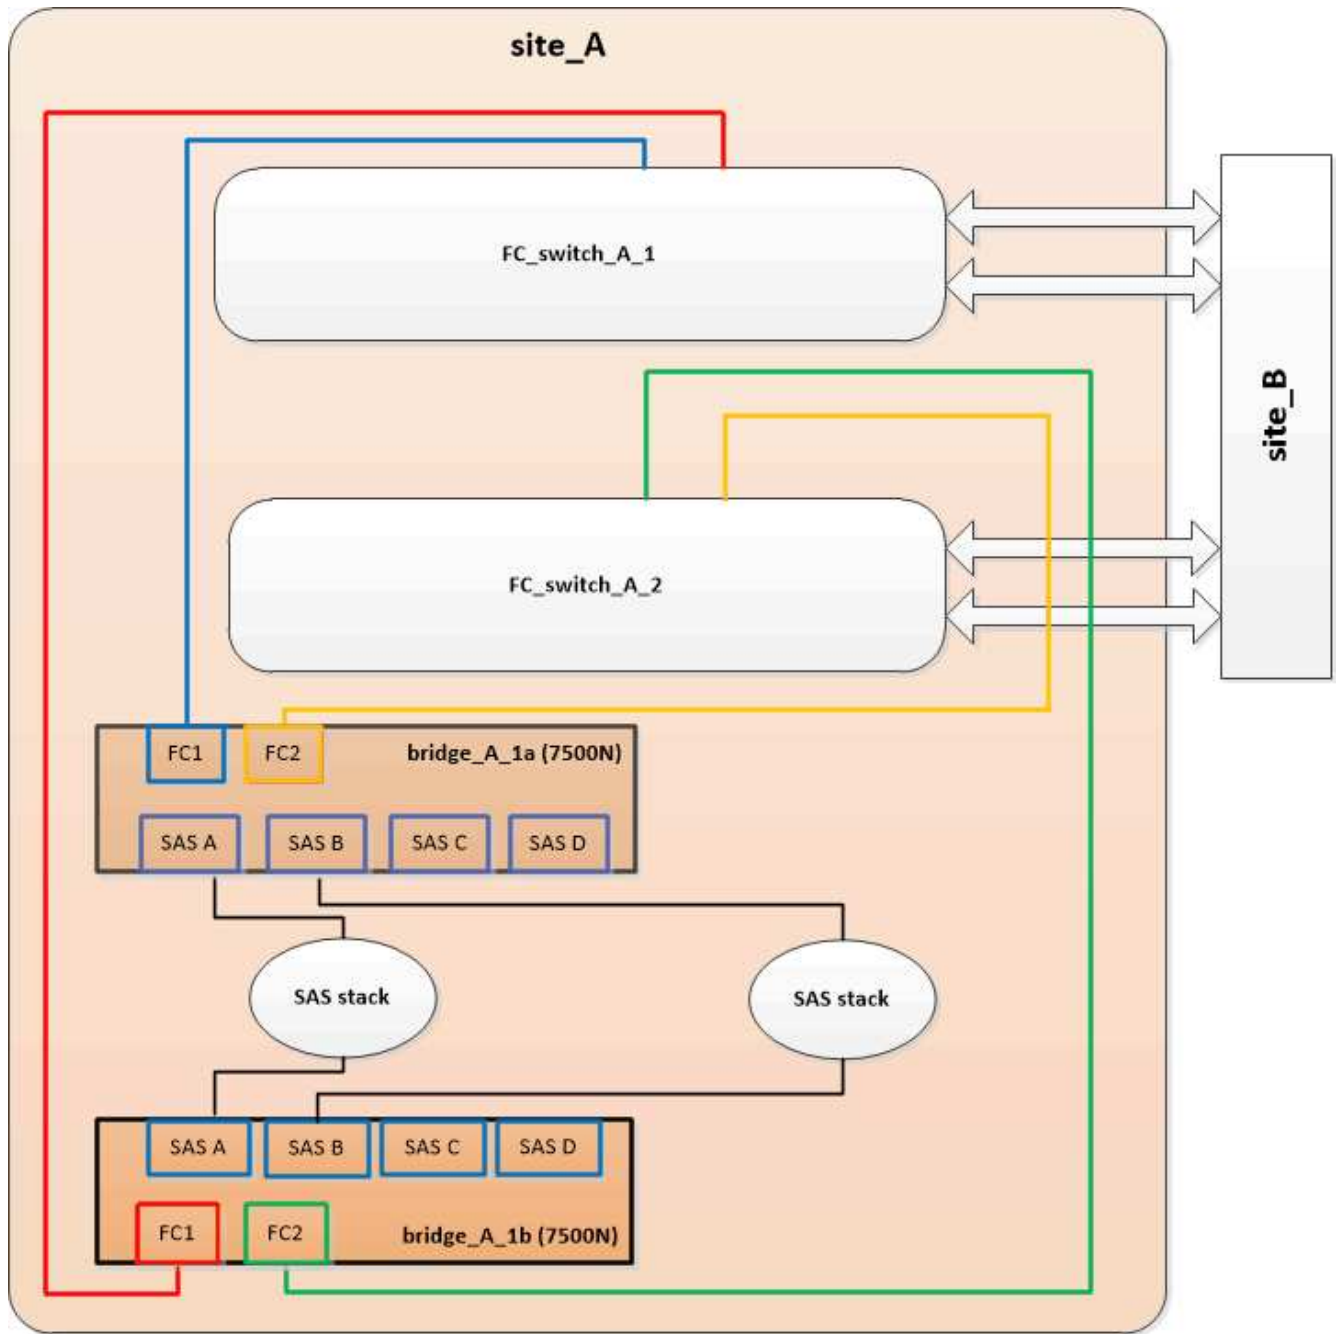 site_A
FC_switch_A_1
site_B
FC_switch_A_2
FC1
FC2
bridge_A_1a (7500N)
SAS A
SAS B
SAS C
SAS D
SAS stack
SAS stack
SAS A
SAS B
SAS C
SAS D
FC1
FC2
bridge_A_1b (7500N)